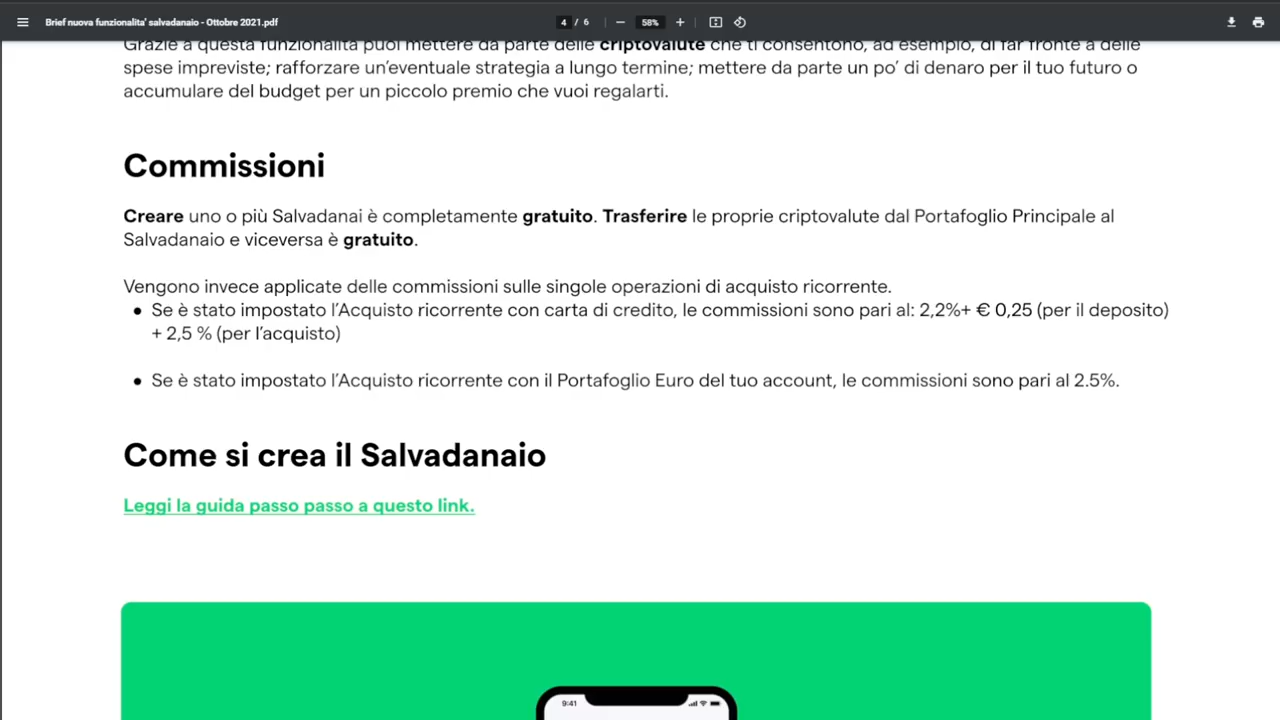 Brief nuova funzionalita' salvadanaio - Ottobre 2021.pdf
4 / 6
58%
Grazie a questa funzionalità puoi mettere da parte delle criptovalute che ti consentono, ad esempio, di far fronte a delle
spese impreviste; rafforzare un'eventuale strategia a lungo termine; mettere da parte un po' di denaro per il tuo futuro o
accumulare del budget per un piccolo premio che vuoi regalarti.
Commissioni
Creare uno o più Salvadanai è completamente gratuito. Trasferire le proprie criptovalute dal Portafoglio Principale al
Salvadanaio e viceversa è gratuito.
Vengono invece applicate delle commissioni sulle singole operazioni di acquisto ricorrente.
● Se è stato impostato l'Acquisto ricorrente con carta di credito, le commissioni sono pari al: 2,2%+ € 0,25 (per il deposito)
+ 2,5 % (per l'acquisto)
● Se è stato impostato l'Acquisto ricorrente con il Portafoglio Euro del tuo account, le commissioni sono pari al 2.5%.
Come si crea il Salvadanaio
Leggi la guida passo passo a questo link.
9:41